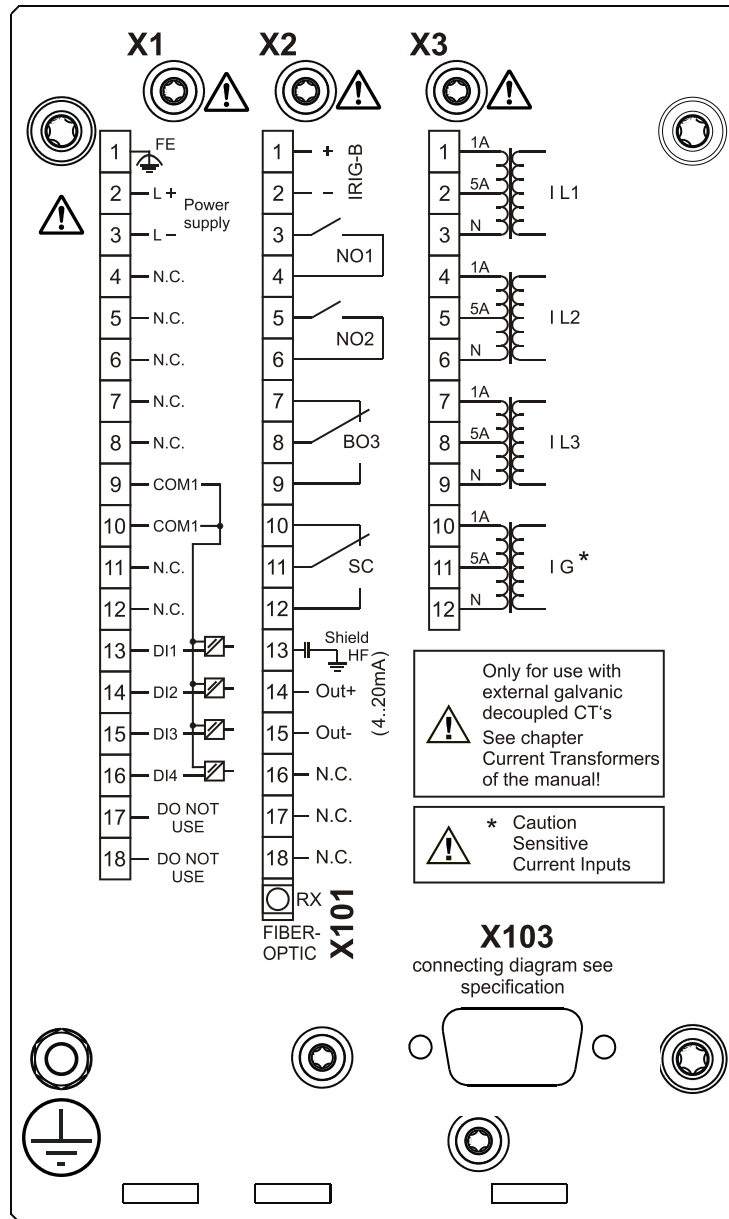 X1
X2
X3
1 FE
2 L+
Power
supply
3 L−
4 N.C.
5 N.C.
6 N.C.
7 N.C.
8 N.C.
9 COM1
10 COM1
11 N.C.
12 N.C.
13 DI1
14 DI2
15 DI3
16 DI4
17 DO NOT
USE
18 DO NOT
USE
1 +
2 −
IRIG-B
3
4
NO1
5
6
NO2
7
8
9
BO3
10
11
12
SC
13
Shield
HF
14 Out+
15 Out-
(4..20mA)
16 N.C.
17 N.C.
18 N.C.
RX
FIBER-
OPTIC
X101
1 1A
2 5A
3 N
I L1
4 1A
5 5A
6 N
I L2
7 1A
8 5A
9 N
I L3
10 1A
11 5A
12 N
I G*
Only for use with
external galvanic
decoupled CT's
See chapter
Current Transformers
of the manual!
* Caution
Sensitive
Current Inputs
X103
connecting diagram see
specification